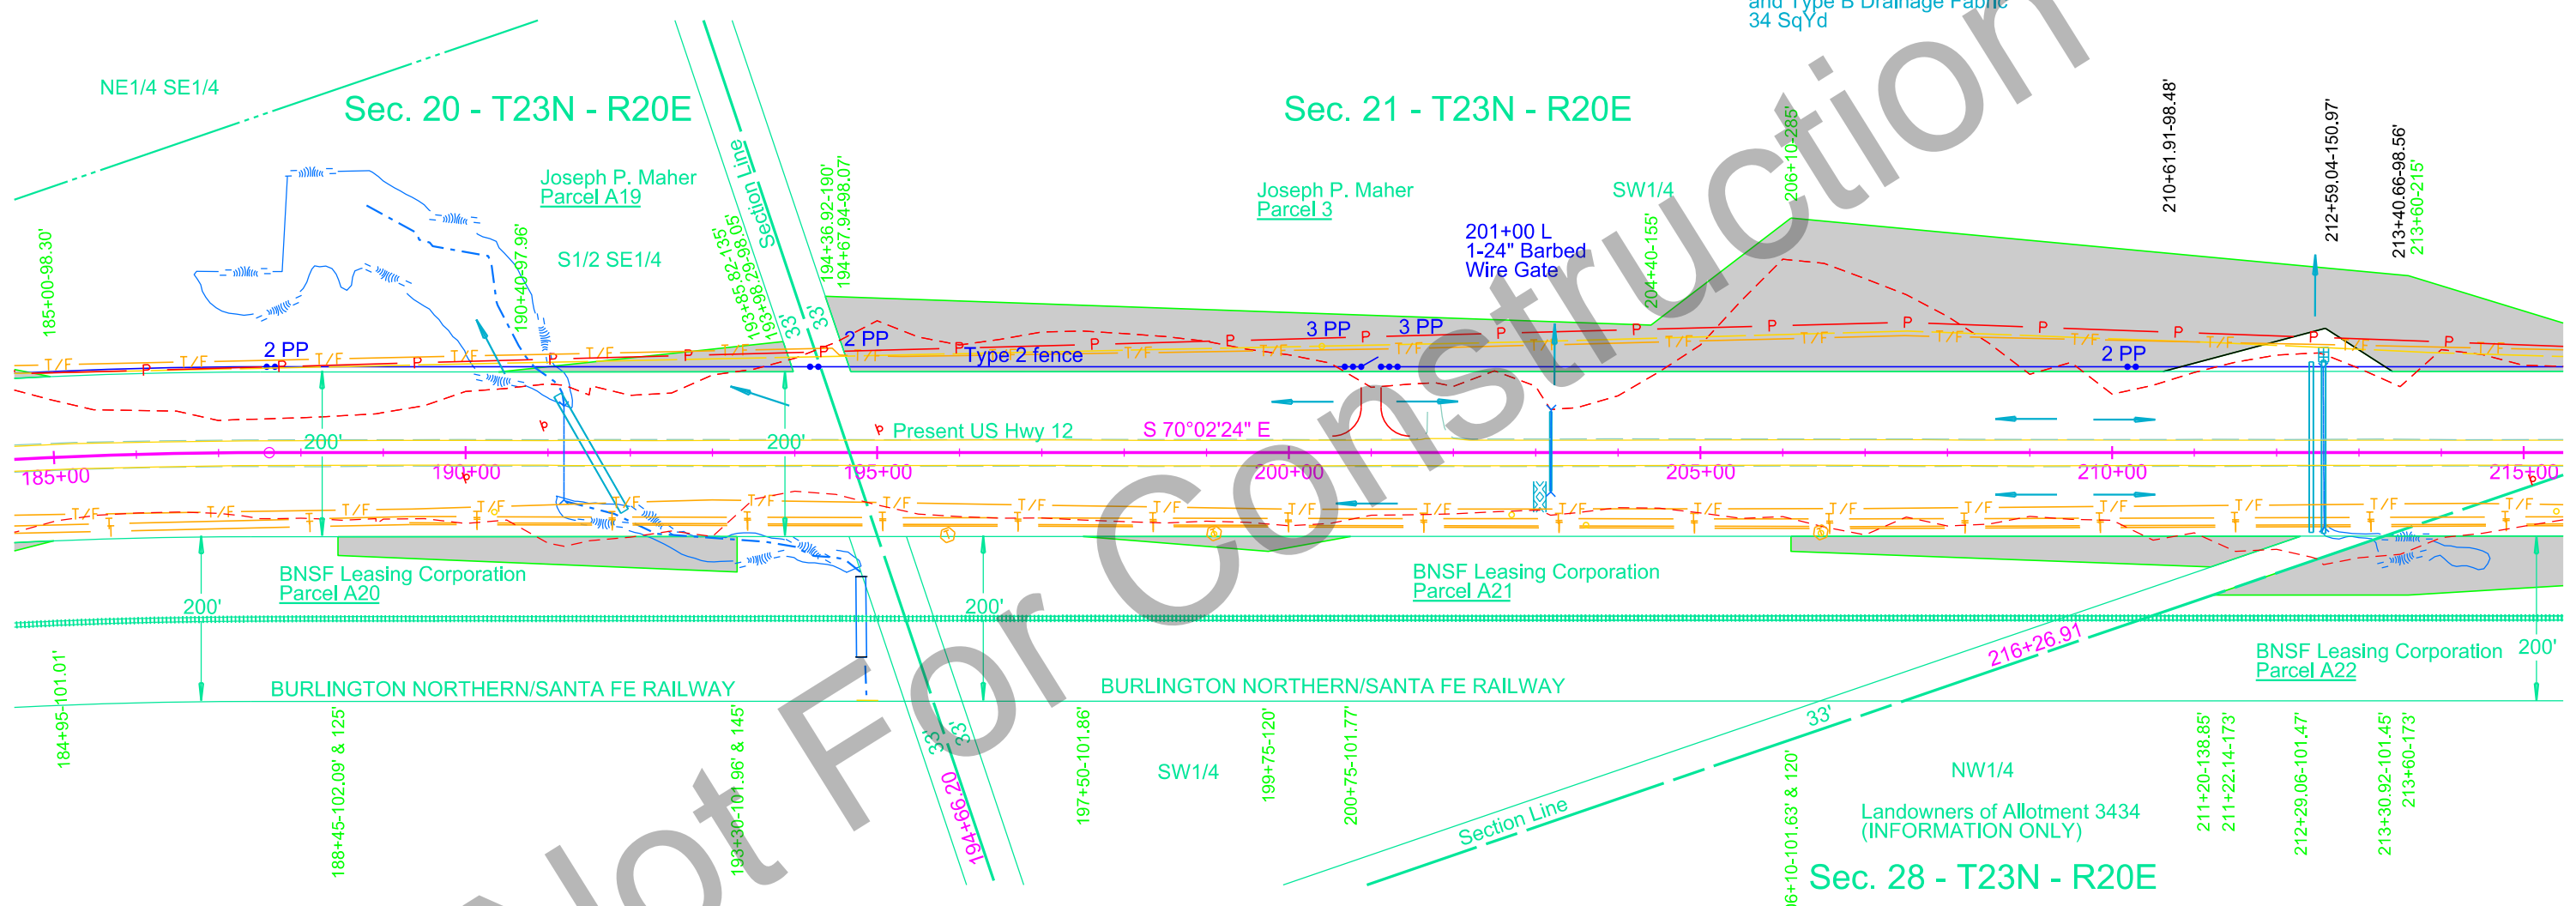 and Type B Drainage Fabric
34 SqYd
NE1/4 SE1/4
Sec. 20 - T23N - R20E
Sec. 21 - T23N - R20E
Joseph P. Maher
Parcel A19
S1/2 SE1/4
Section Line
Joseph P. Maher
Parcel 3
SW1/4
201+00 L
1-24" Barbed
Wire Gate
185+00-98.30'
190+40-97.96'
193+85.82-135'
193+98.29-98.05'
194+36.92-190'
194+67.94-98.07'
204+40-155'
206+10-285'
210+61.91-98.48'
212+59.04-150.97'
213+40.66-98.56'
213+60-215'
33'
33'
2 PP
2 PP
3 PP
3 PP
2 PP
Type 2 fence
T/F T/F T/F T/F T/F T/F T/F T/F T/F T/F T/F T/F T/F T/F T/F T/F
P P P P P P P P P P P P P P P P P
200'
200'
Present US Hwy 12
S 70°02'24" E
185+00
190+00
195+00
200+00
205+00
210+00
215+00
T/F T/F T/F T/F T/F T/F T/F T/F T/F T/F T/F T/F T/F T/F T/F T/F T/F T/F
BNSF Leasing Corporation
Parcel A20
BNSF Leasing Corporation
Parcel A21
200'
200'
216+26.91
BNSF Leasing Corporation
Parcel A22
200'
BURLINGTON NORTHERN/SANTA FE RAILWAY
BURLINGTON NORTHERN/SANTA FE RAILWAY
33'
33'
33'
194+66.20
184+95-101.01'
188+45-102.09' & 125'
193+30-101.96' & 145'
197+50-101.86'
199+75-120'
200+75-101.77'
6+10-101.63' & 120'
211+20-138.85'
211+22.14-173'
212+29.06-101.47'
213+30.92-101.45'
213+60-173'
SW1/4
NW1/4
Section Line
Landowners of Allotment 3434
(INFORMATION ONLY)
Sec. 28 - T23N - R20E
Not For Construction